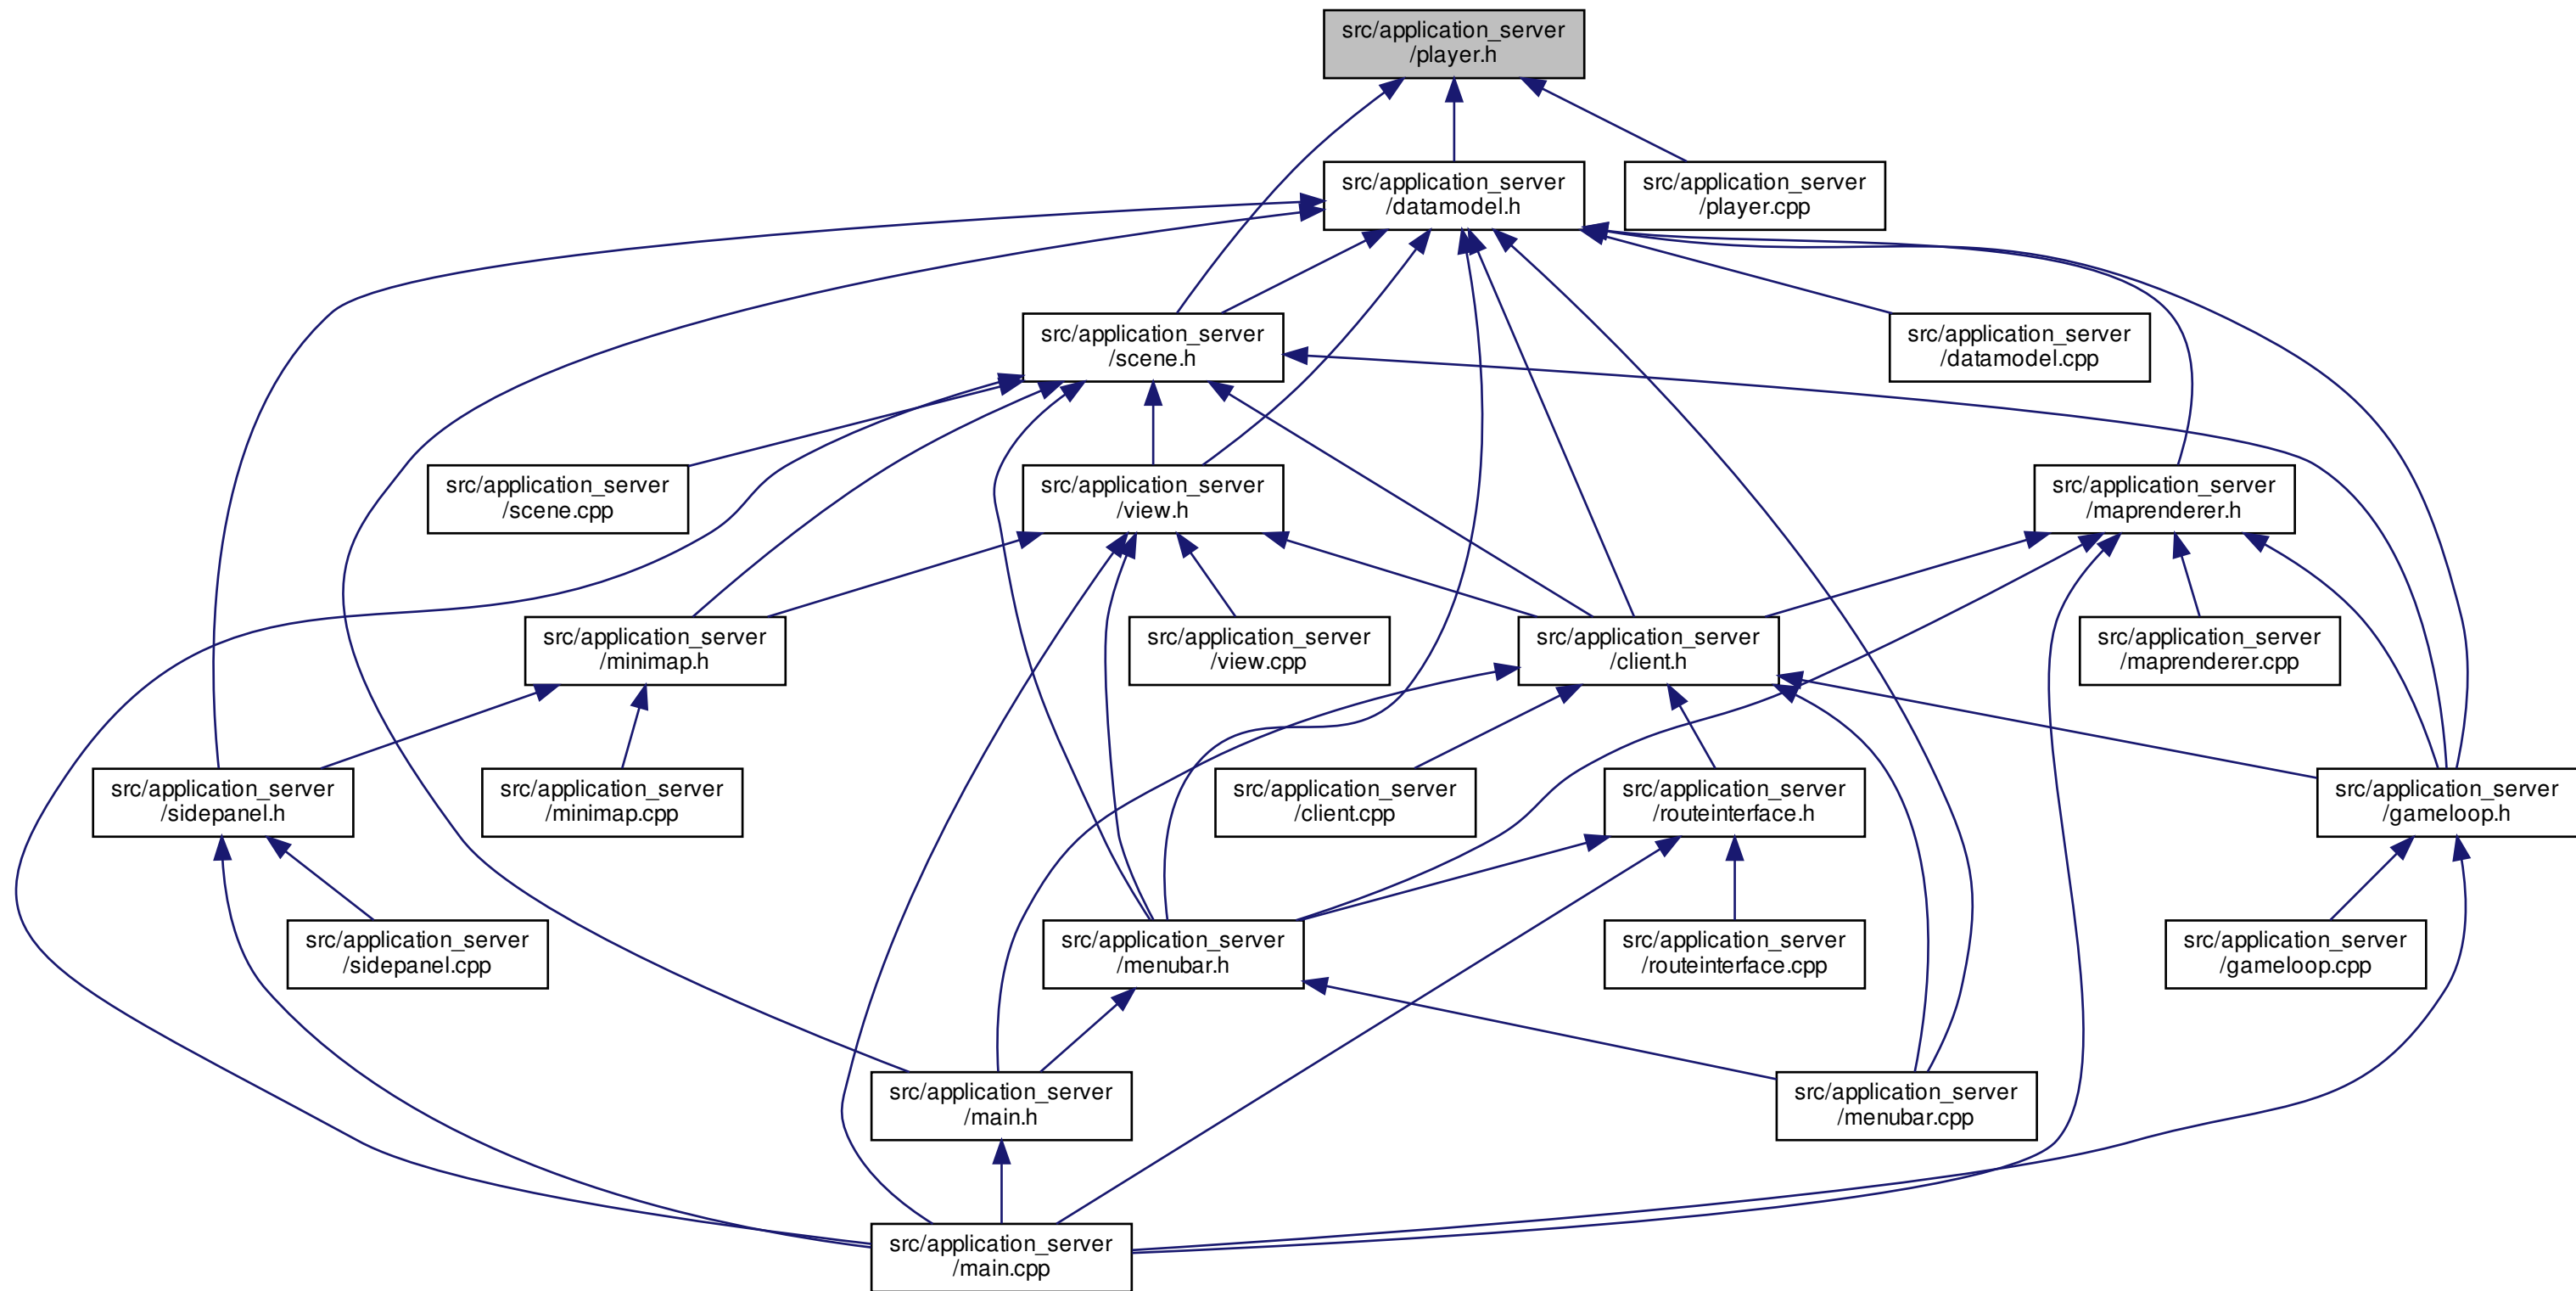 src/application_server
/player.h
src/application_server
/datamodel.h
src/application_server
/player.cpp
src/application_server
/scene.h
src/application_server
/datamodel.cpp
src/application_server
/scene.cpp
src/application_server
/view.h
src/application_server
/maprenderer.h
src/application_server
/minimap.h
src/application_server
/view.cpp
src/application_server
/client.h
src/application_server
/maprenderer.cpp
src/application_server
/sidepanel.h
src/application_server
/minimap.cpp
src/application_server
/client.cpp
src/application_server
/routeinterface.h
src/application_server
/gameloop.h
src/application_server
/sidepanel.cpp
src/application_server
/menubar.h
src/application_server
/routeinterface.cpp
src/application_server
/gameloop.cpp
src/application_server
/main.h
src/application_server
/menubar.cpp
src/application_server
/main.cpp